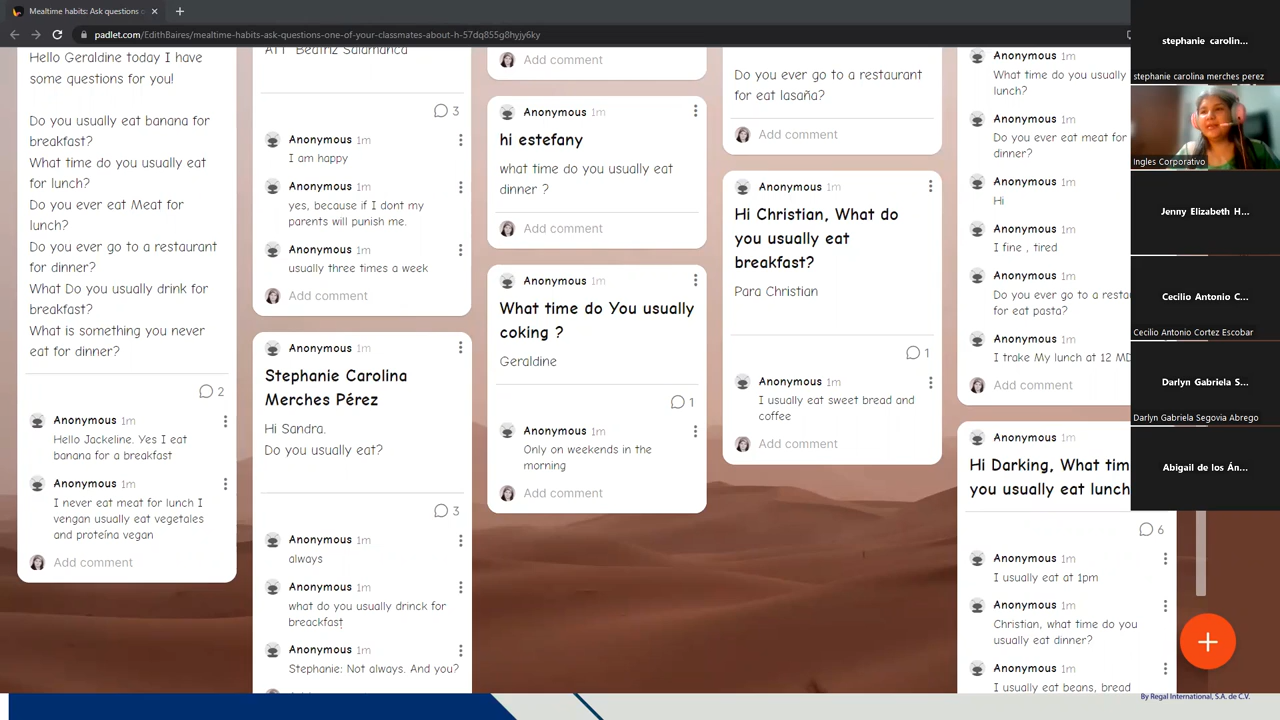 Mealtime habits: Ask questions
padlet.com/EdithBaires/mealtime-habits-ask-questions-one-of-your-classmates-about-h-57dq855g8hyjy6ky
Hello Geraldine today I have
some questions for you!
Do you usually eat banana for
breakfast?
What time do you usually eat
for lunch?
Do you ever eat Meat for
lunch?
Do you ever go to a restaurant
for dinner?
What Do you usually drink for
breakfast?
What is something you never
eat for dinner?
2
Anonymous 1m
Hello Jackeline. Yes I eat
banana for a breakfast
Anonymous 1m
I never eat meat for lunch I
vengan usually eat vegetales
and proteína vegan
Add comment
ATT Beatriz Salamanca
3
Anonymous 1m
I am happy
Anonymous 1m
yes, because if I dont my
parents will punish me.
Anonymous 1m
usually three times a week
Add comment
Anonymous 1m
Stephanie Carolina
Merches Pérez
Hi Sandra.
Do you usually eat?
3
Anonymous 1m
always
Anonymous 1m
what do you usually drinck for
breackfast
Anonymous 1m
Stephanie: Not always. And you?
Add comment
Anonymous 1m
hi estefany
what time do you usually eat
dinner ?
Add comment
Anonymous 1m
What time do You usually
coking ?
Geraldine
1
Anonymous 1m
Only on weekends in the
morning
Add comment
Do you ever go to a restaurant
for eat lasaña?
Add comment
Anonymous 1m
Hi Christian, What do
you usually eat
breakfast?
Para Christian
1
Anonymous 1m
I usually eat sweet bread and
coffee
Add comment
Anonymous 1m
What time do you usually
lunch?
Anonymous 1m
Do you ever eat meat for
dinner?
Anonymous 1m
Hi
Anonymous 1m
I fine , tired
Anonymous 1m
Do you ever go to a resta
for eat pasta?
Anonymous 1m
I trake My lunch at 12 MD
Add comment
Anonymous 1m
Hi Darking, What tim
you usually eat lunch
6
Anonymous 1m
I usually eat at 1pm
Anonymous 1m
Christian, what time do you
usually eat dinner?
Anonymous 1m
I usually eat beans, bread
stephanie carolin...
stephanie carolina merches perez
Ingles Corporativo
Jenny Elizabeth H...
Cecilio Antonio C...
Cecilio Antonio Cortez Escobar
Darlyn Gabriela S...
Darlyn Gabriela Segovia Abrego
Abigail de los Án...
By Regal International, S.A. de C.V.